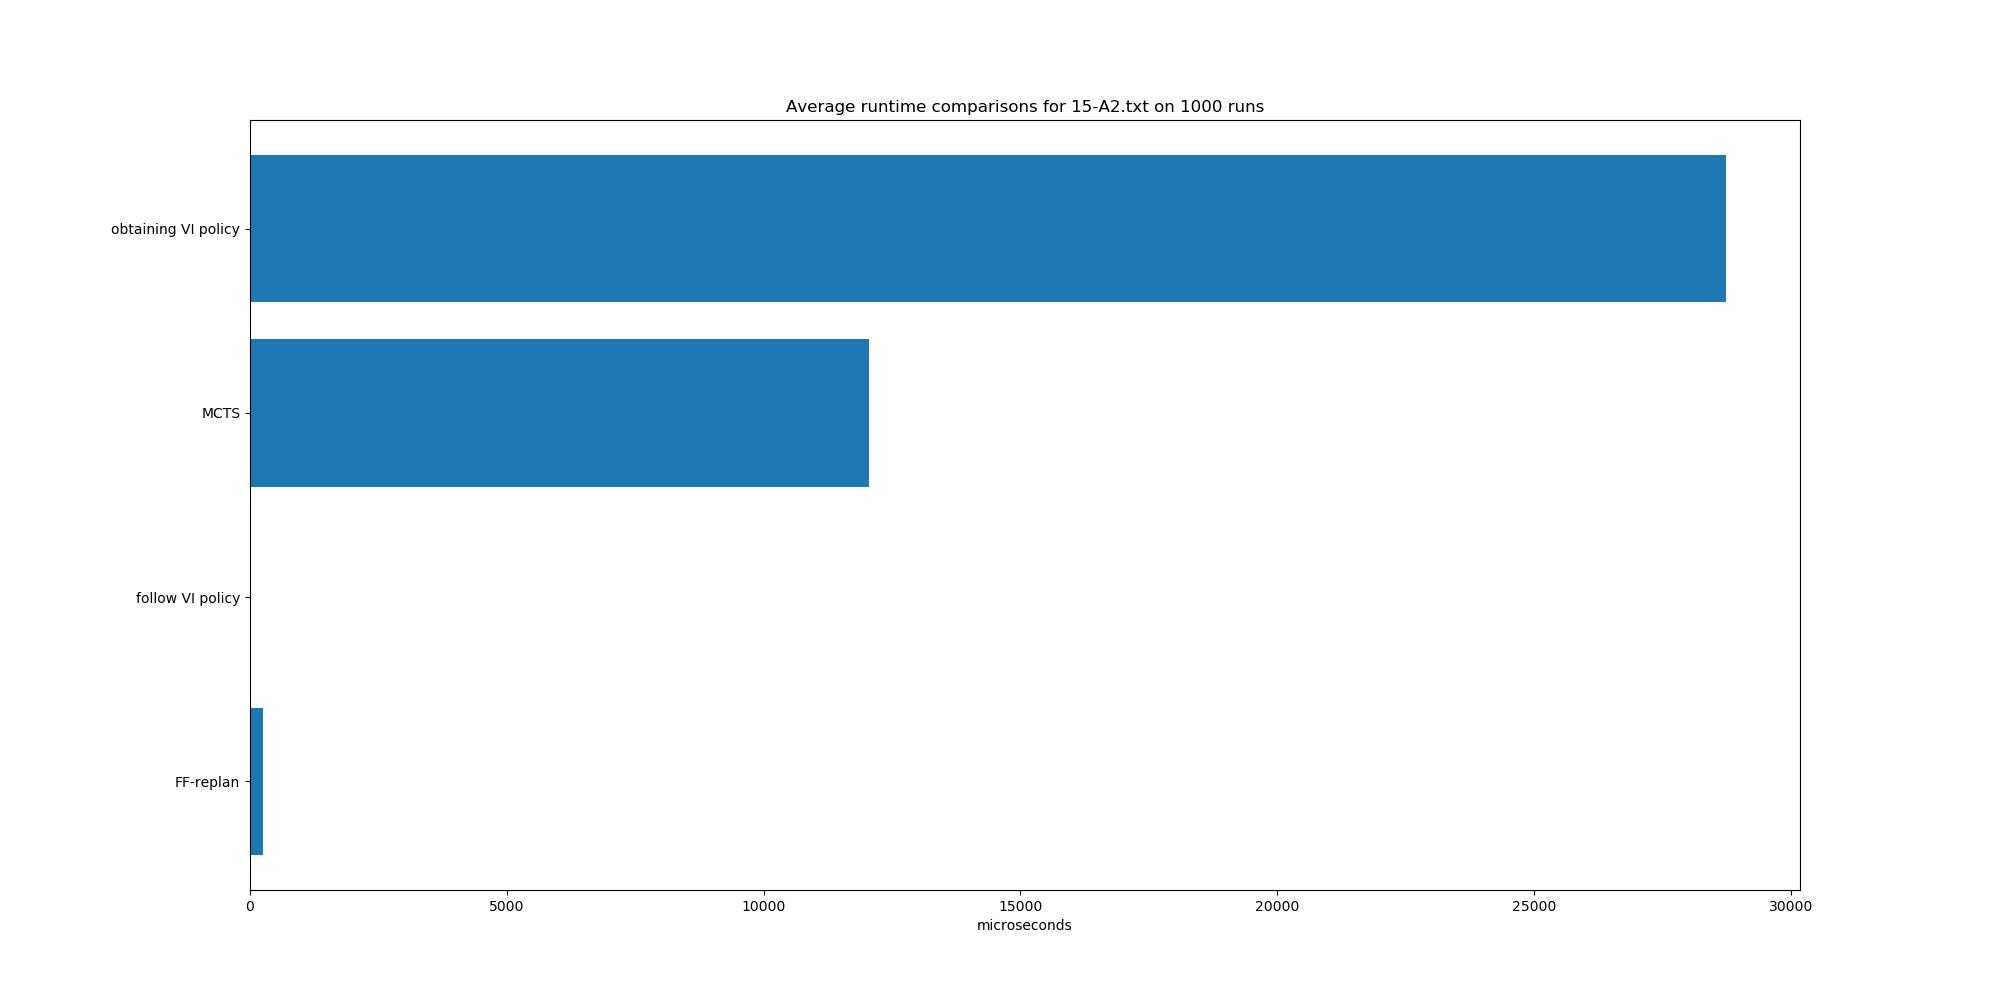 Average runtime comparisons for 15-A2.txt on 1000 runs
obtaining VI policy
MCTS
follow VI policy
FF-replan
0 5000 10000 15000 20000 25000 30000
microseconds